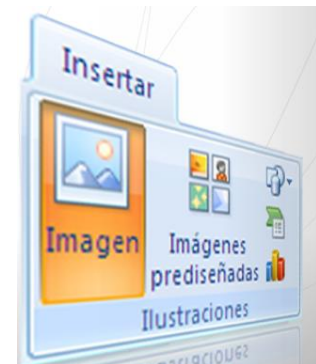 Insertar
Imagen
Imágenes
prediseñadas
Ilustraciones